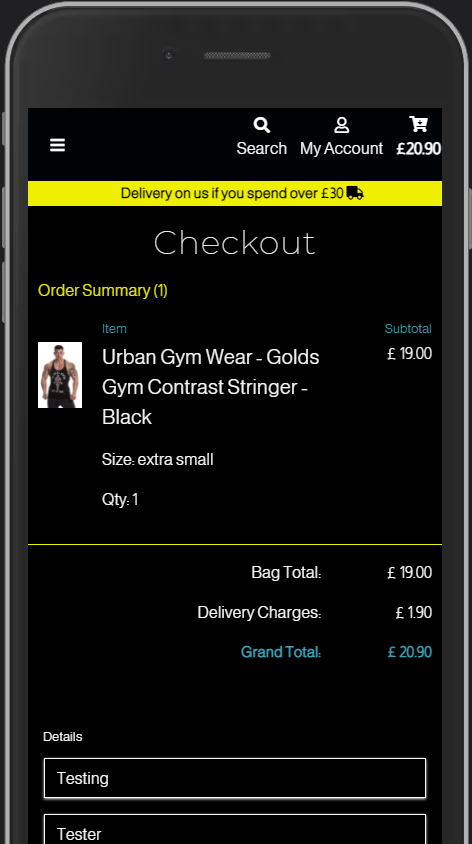 Search My Account £20.90
Delivery on us if you spend over £30
Checkout
Order Summary (1)
Item Subtotal
Urban Gym Wear - Golds £ 19.00
Gym Contrast Stringer -
Black
Size: extra small
Qty: 1
Bag Total: £ 19.00
Delivery Charges: £ 1.90
Grand Total: £ 20.90
Details
Testing
Tester